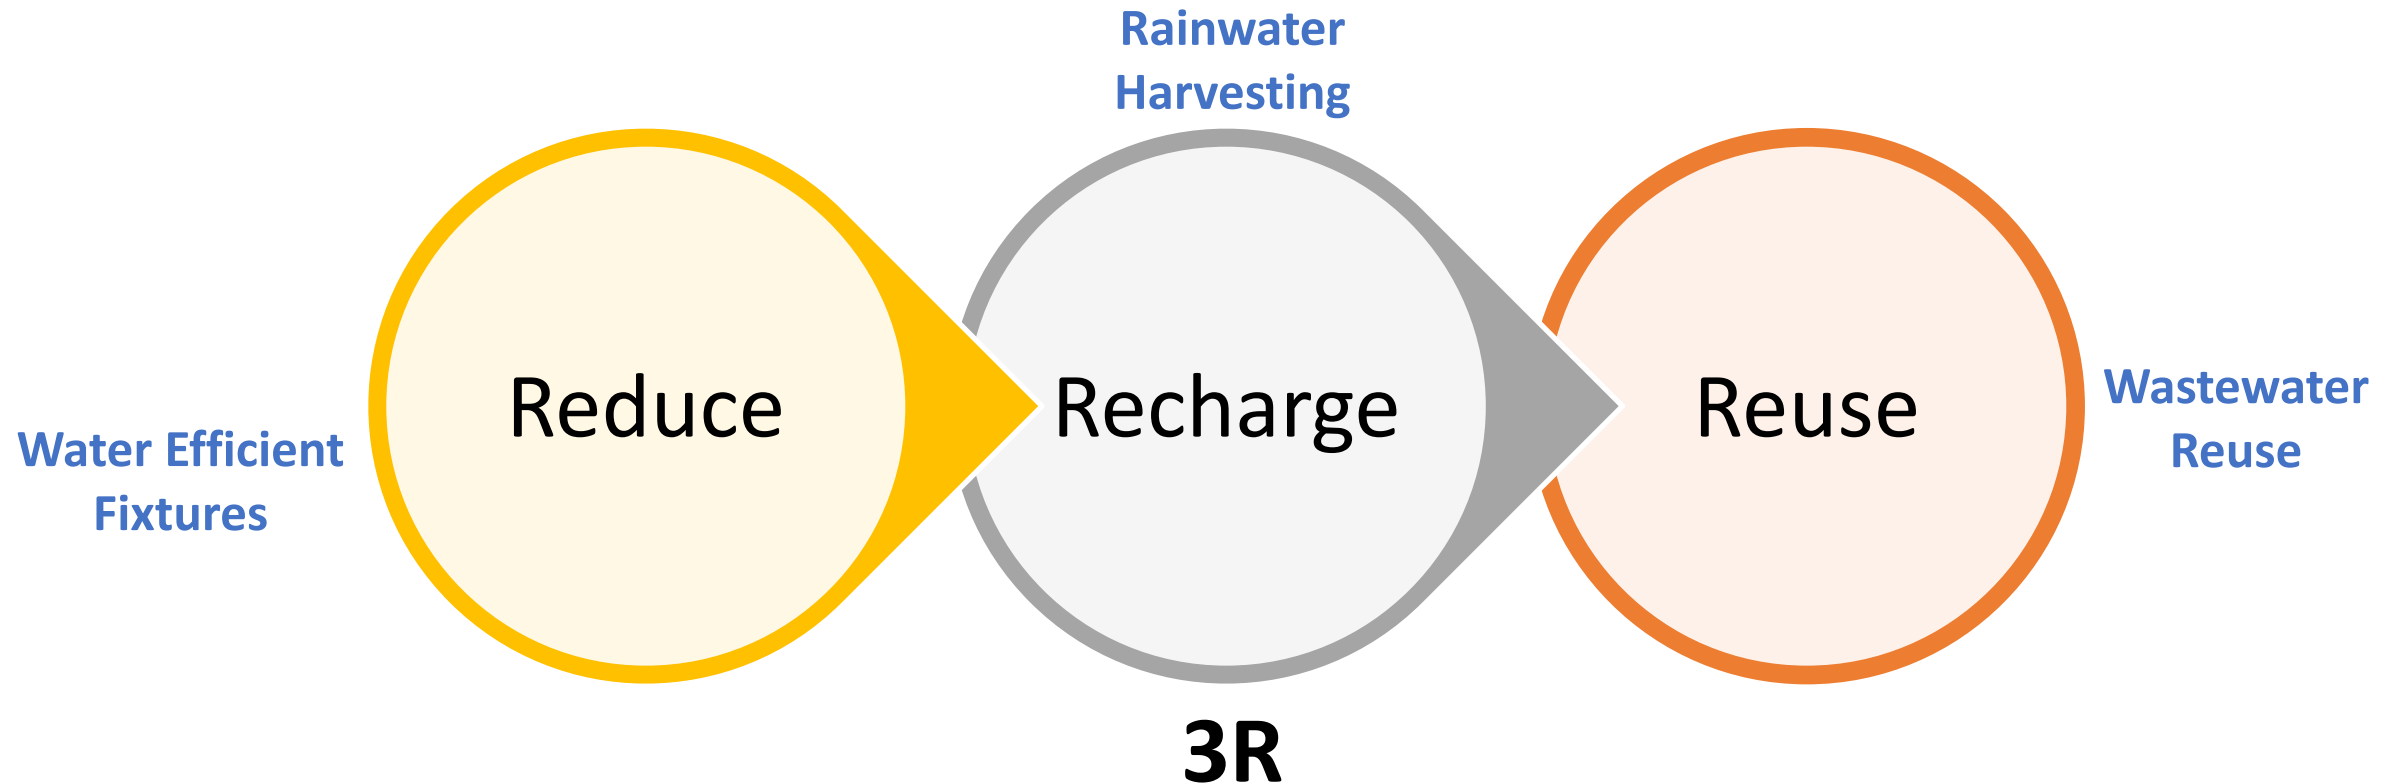 Rainwater
Harvesting
Water Efficient
Fixtures
Reduce
Recharge
Reuse
Wastewater
Reuse
3R